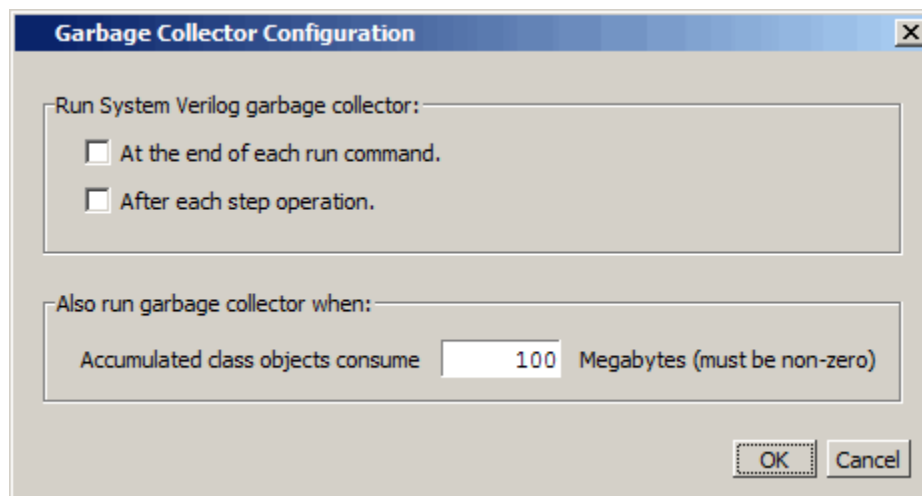 Garbage Collector Configuration
Run System Verilog garbage collector:
At the end of each run command.
After each step operation.
Also run garbage collector when:
Accumulated class objects consume 100 Megabytes (must be non-zero)
OK Cancel